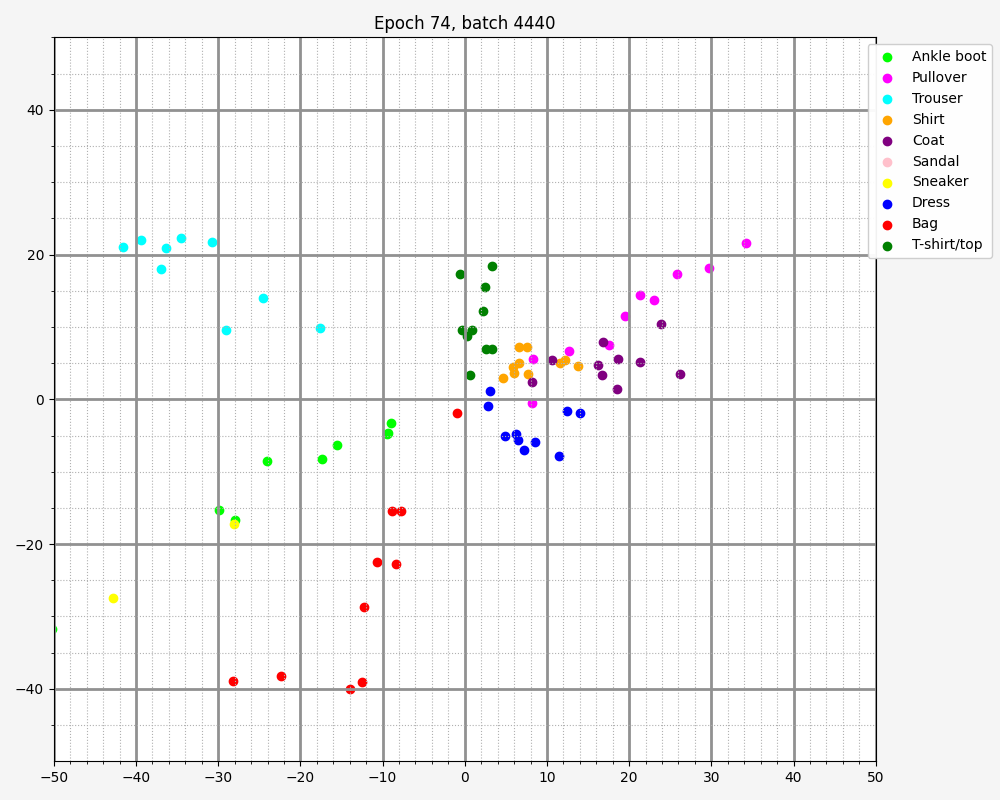 Epoch 74, batch 4440
Ankle boot
Pullover
Trouser
Shirt
Coat
Sandal
Sneaker
Dress
Bag
T-shirt/top
40
20
0
−20
−40
−50 −40 −30 −20 −10 0 10 20 30 40 50